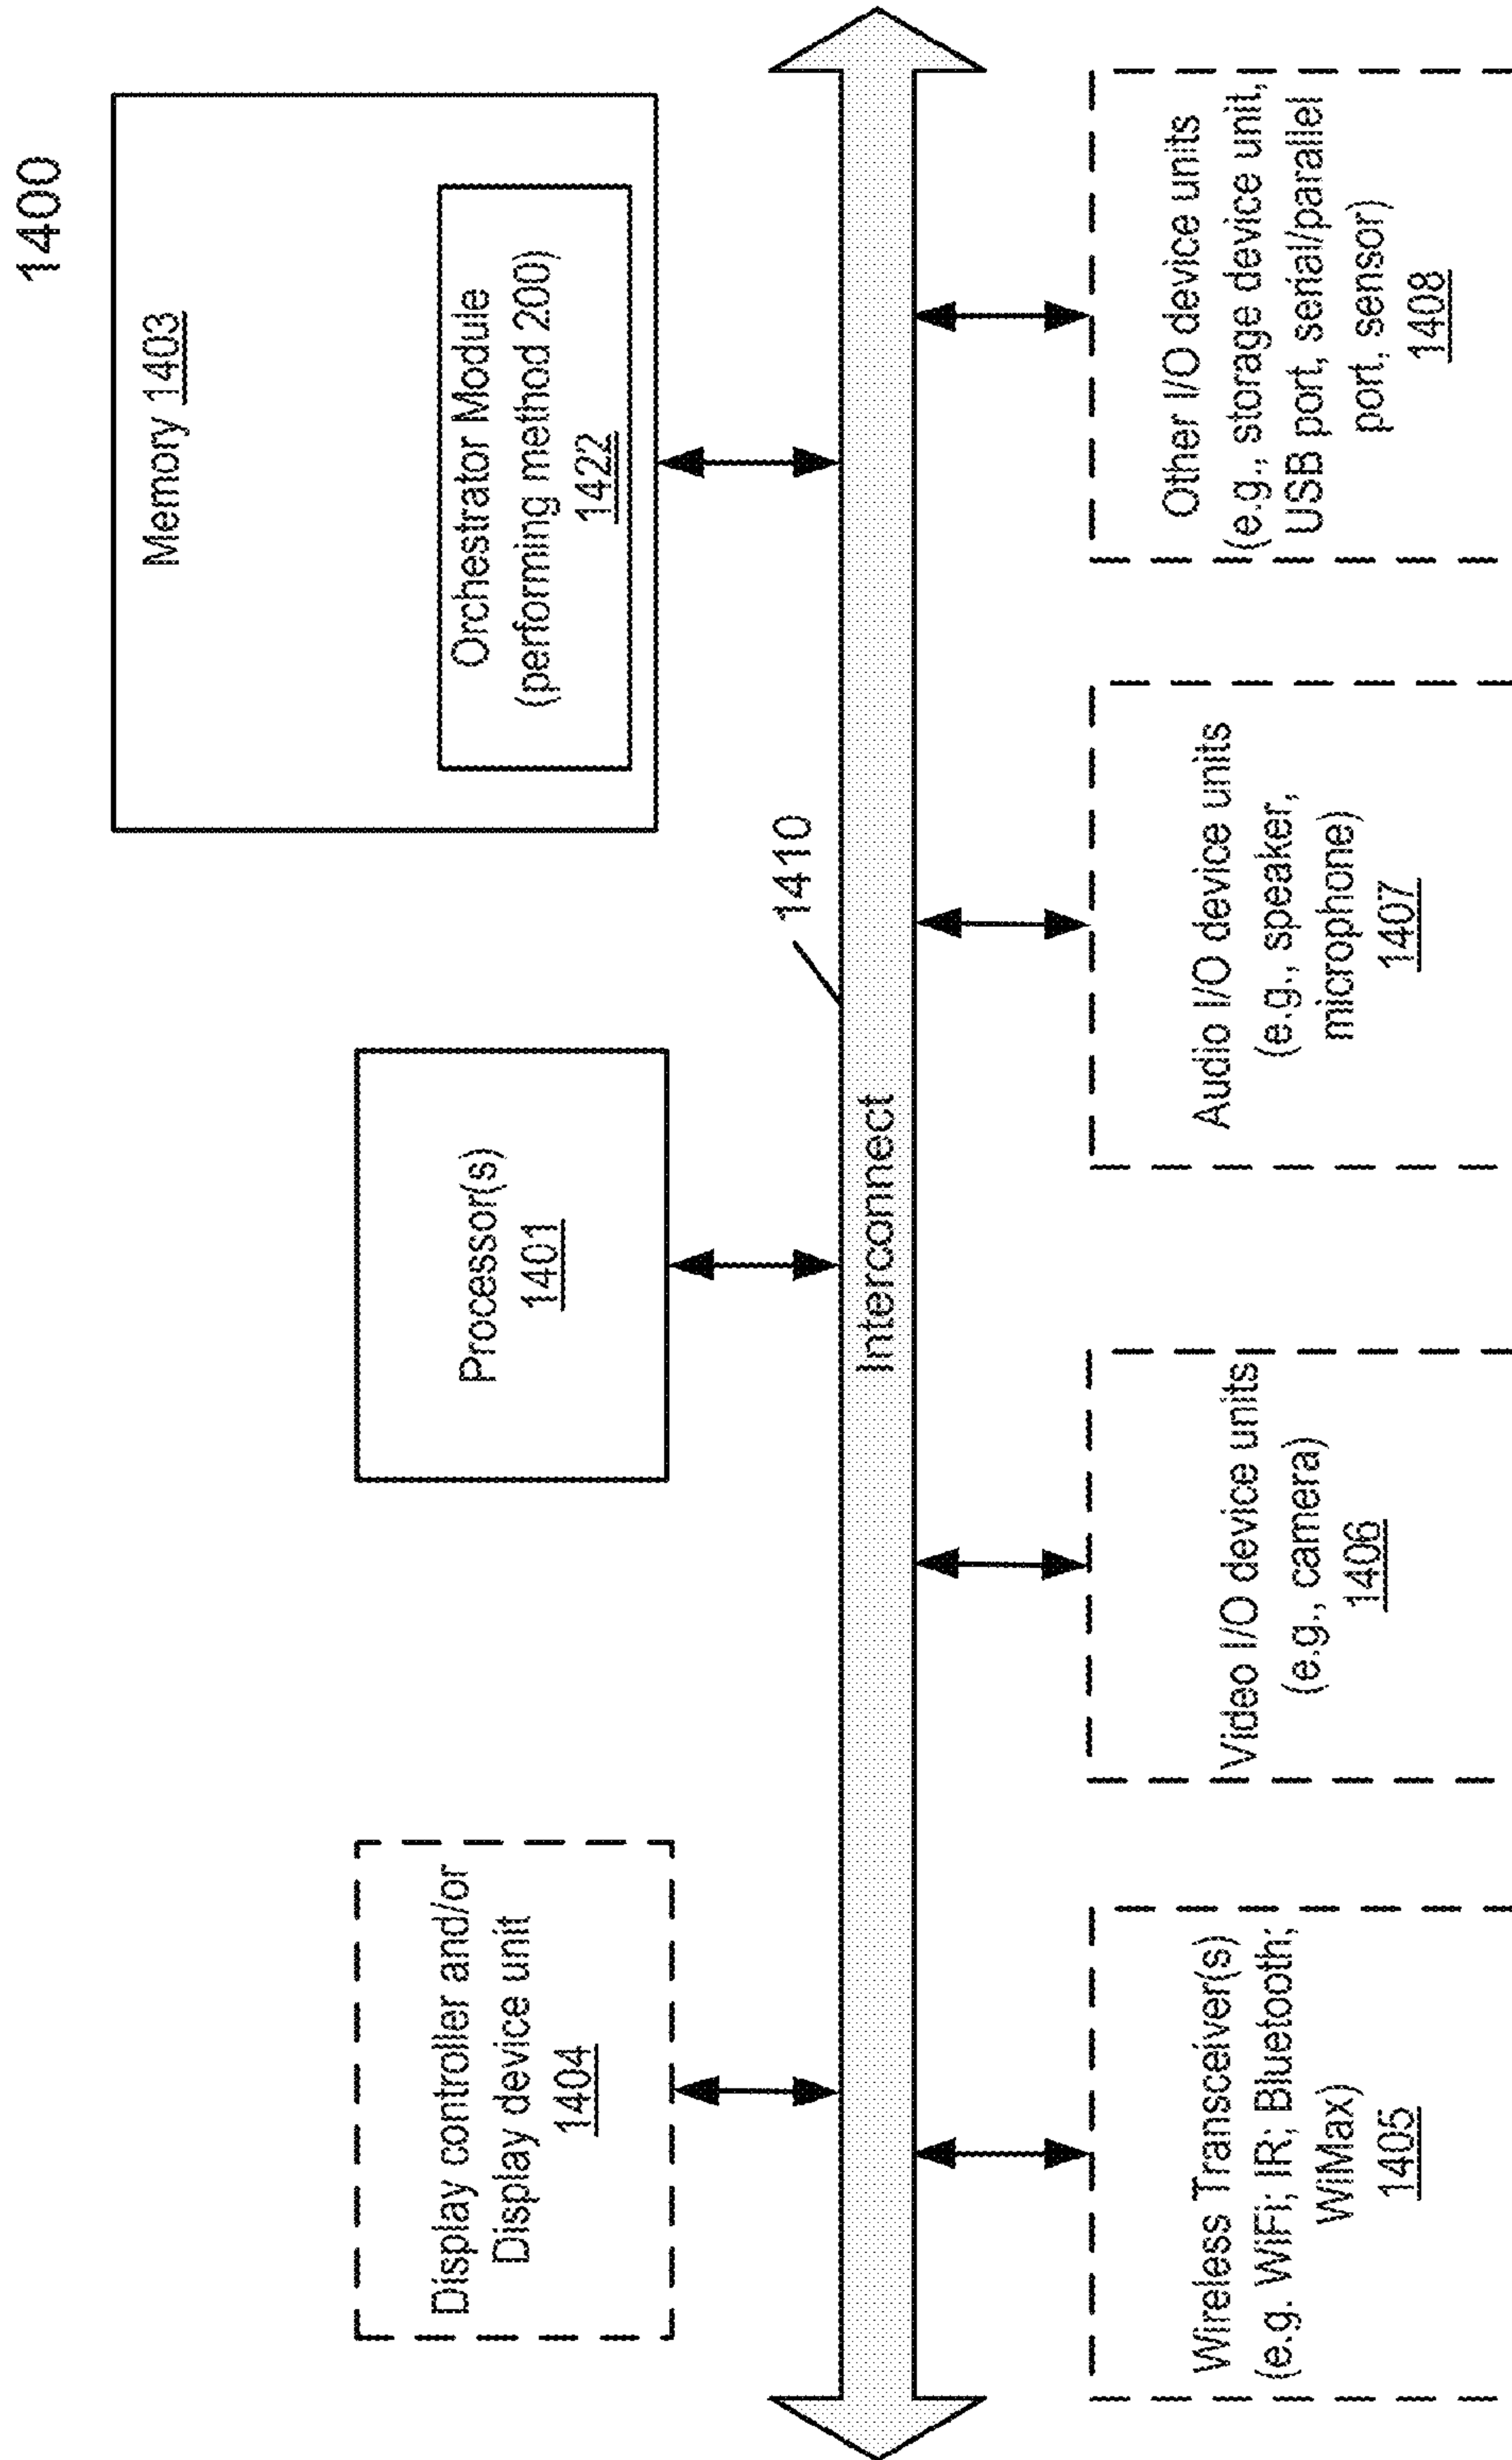 1400
Display controller and/or
Display device unit
1404
Processor(s)
1401
Memory 1403
Orchestrator Module
(performing method 200)
1422
1410
Interconnect
Wireless Transceiver(s)
(e.g. WiFi; IR; Bluetooth;
WiMax)
1405
Video I/O device units
(e.g., camera)
1406
Audio I/O device units
(e.g., speaker,
microphone)
1407
Other I/O device units
(e.g., storage device unit,
USB port, serial/parallel
port, sensor)
1408